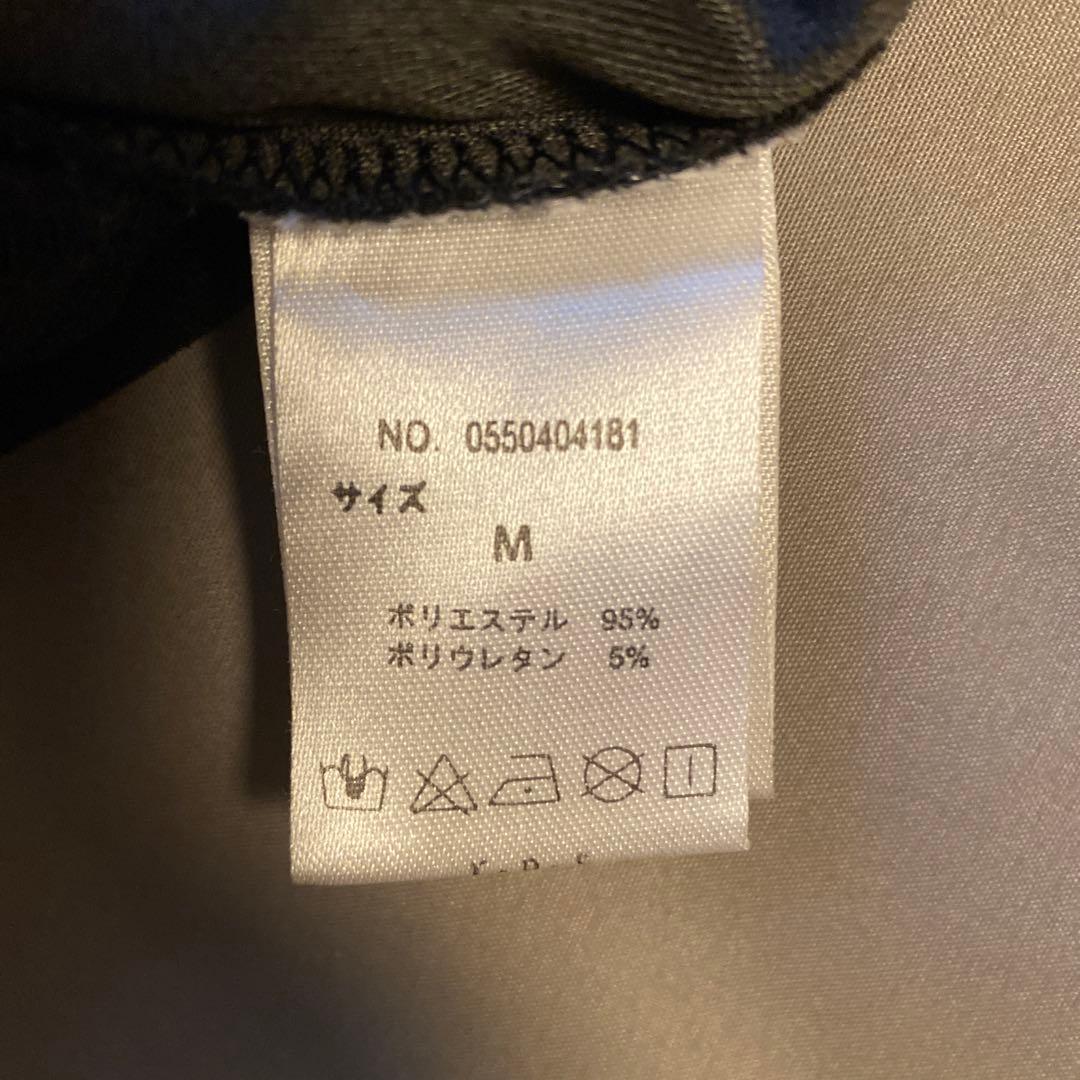 NO. 0550404181
サイズ
M
ポリエステル 95%
ポリウレタン 5%